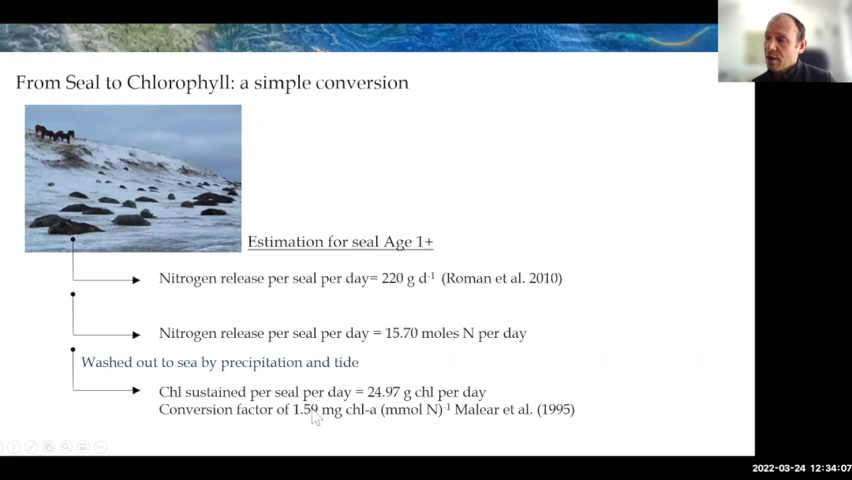 From Seal to Chlorophyll: a simple conversion
Estimation for seal Age 1+
Nitrogen release per seal per day= 220 g d⁻¹ (Roman et al. 2010)
Nitrogen release per seal per day = 15.70 moles N per day
Washed out to sea by precipitation and tide
Chl sustained per seal per day = 24.97 g chl per day
Conversion factor of 1.59 mg chl-a (mmol N)⁻¹ Malear et al. (1995)
2022-03-24 12:34:07